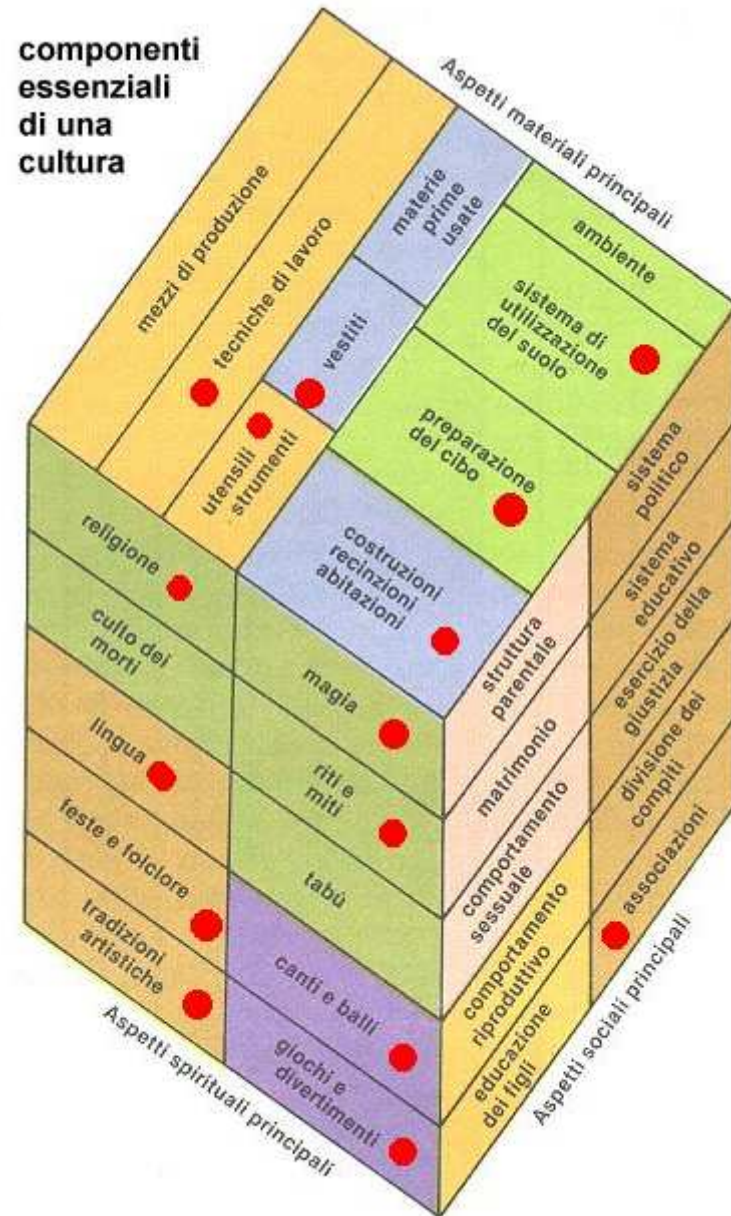 componenti
essenziali
di una
cultura
Aspetti materiali principali
mezzi di produzione
tecniche di lavoro
utensili
strumenti
materie
prime
usate
vestiti
ambiente
sistema di
utilizzazione
del suolo
preparazione
del cibo
costruzioni
recinzioni
abitazioni
religione
culto dei
morti
lingua
feste e folclore
tradizioni
artistiche
magia
riti e
miti
tabú
canti e balli
giochi e
divertimenti
Aspetti spirituali principali
struttura
parentale
matrimonio
comportamento
sessuale
comportamento
riproduttivo
educazione
dei figli
sistema
politico
sistema
educativo
esercizio della
giustizia
divisione dei
compiti
associazioni
Aspetti sociali principali